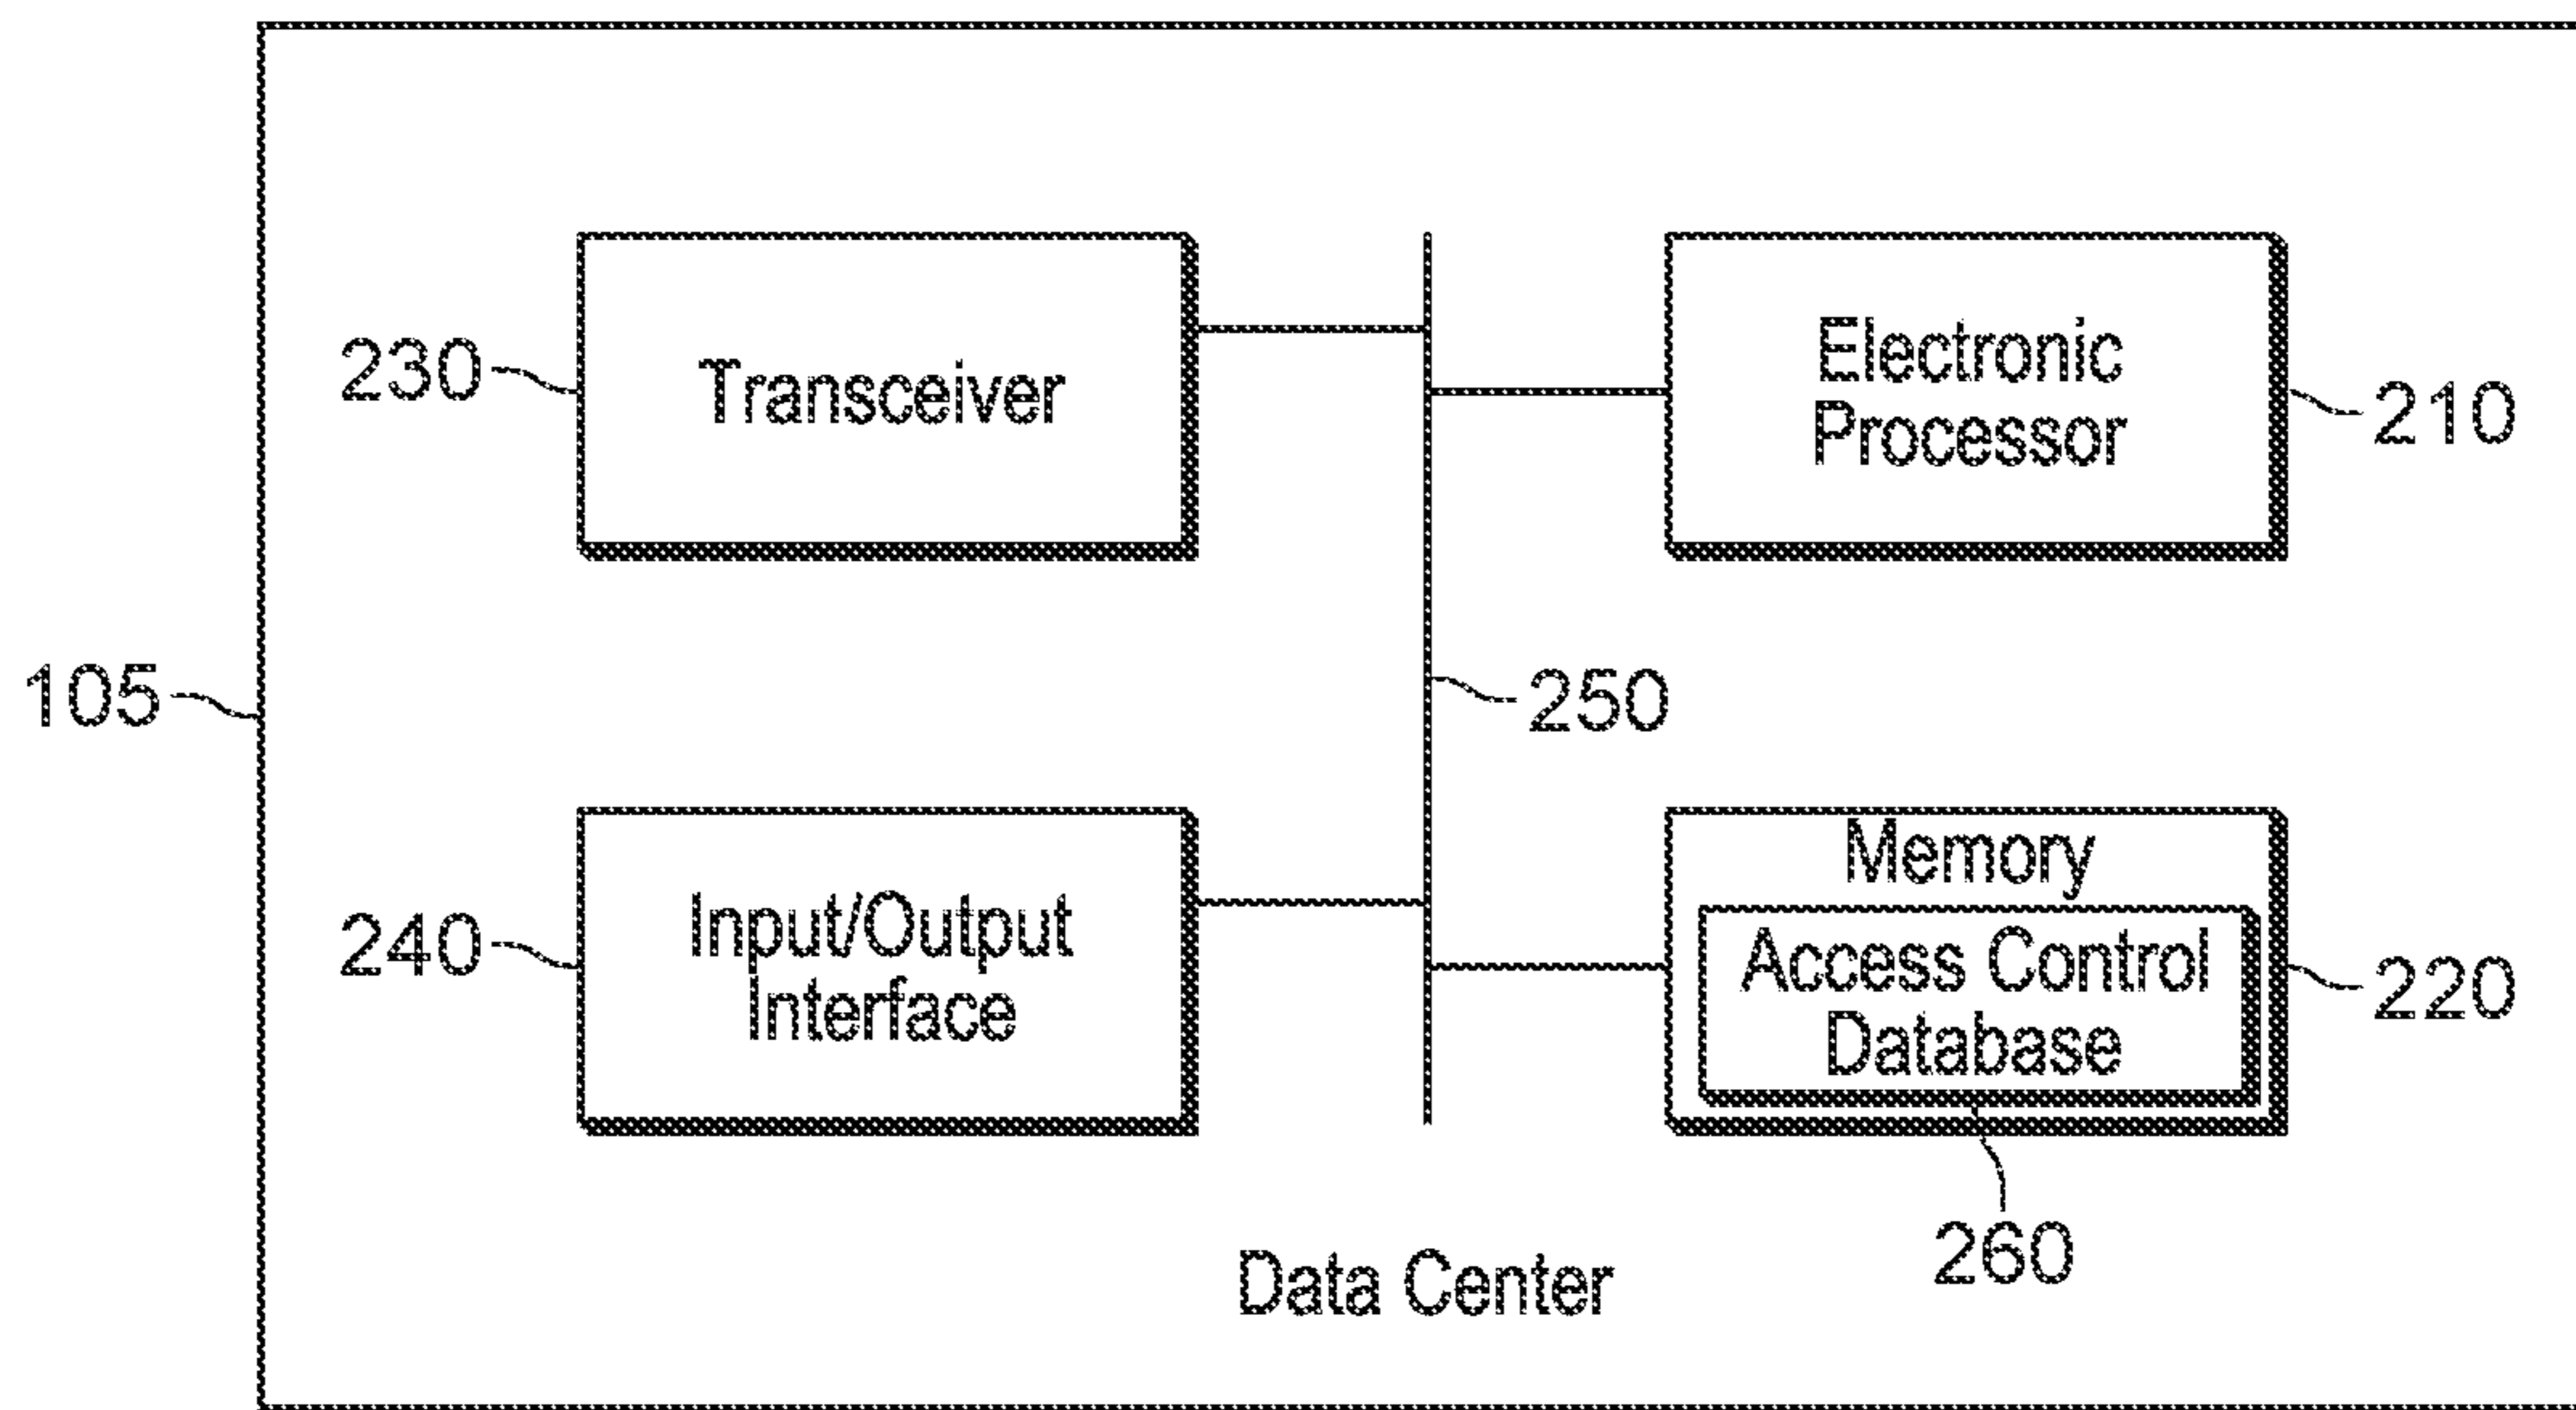 230
Transceiver
Electronic
Processor
210
105
250
240
Input/Output
Interface
Memory
Access Control
Database
220
260
Data Center